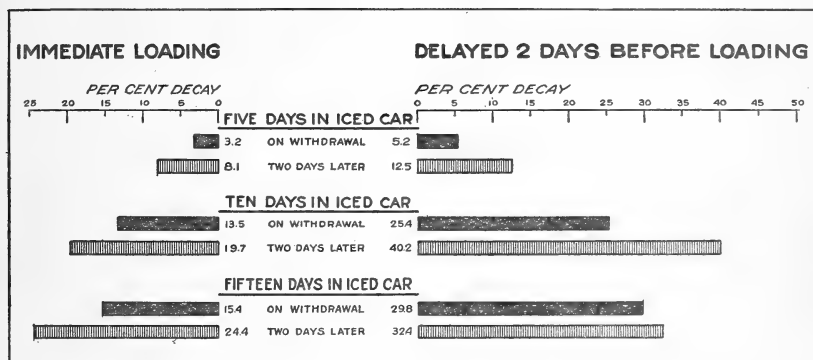 IMMEDIATE LOADING DELAYED 2 DAYS BEFORE LOADING
PER CENT DECAY PER CENT DECAY
25 20 15 10 5 0 0 5 10 20 30 40 50
FIVE DAYS IN ICED CAR
3.2 ON WITHDRAWAL 5.2
8.1 TWO DAYS LATER 12.5
TEN DAYS IN ICED CAR
13.5 ON WITHDRAWAL 25.4
19.7 TWO DAYS LATER 40.2
FIFTEEN DAYS IN ICED CAR
15.4 ON WITHDRAWAL 29.8
24.4 TWO DAYS LATER 32.4